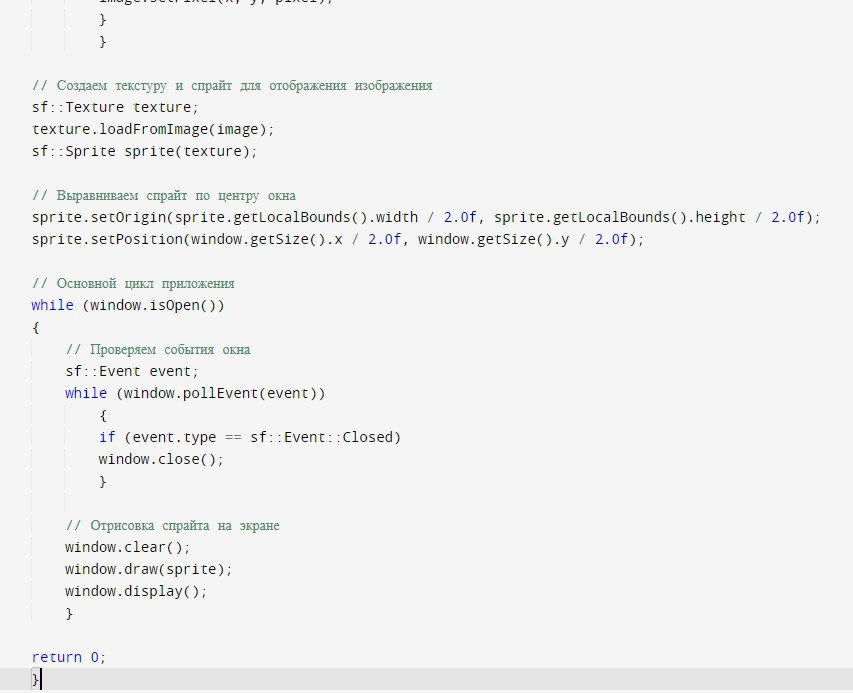 image.setPixel(x, y, pixel);
}
}
// Создаем текстуру и спрайт для отображения изображения
sf::Texture texture;
texture.loadFromImage(image);
sf::Sprite sprite(texture);
// Выравниваем спрайт по центру окна
sprite.setOrigin(sprite.getLocalBounds().width / 2.0f, sprite.getLocalBounds().height / 2.0f);
sprite.setPosition(window.getSize().x / 2.0f, window.getSize().y / 2.0f);
// Основной цикл приложения
while (window.isOpen())
{
// Проверяем события окна
sf::Event event;
while (window.pollEvent(event))
{
if (event.type == sf::Event::Closed)
window.close();
}
// Отрисовка спрайта на экране
window.clear();
window.draw(sprite);
window.display();
}
return 0;
}